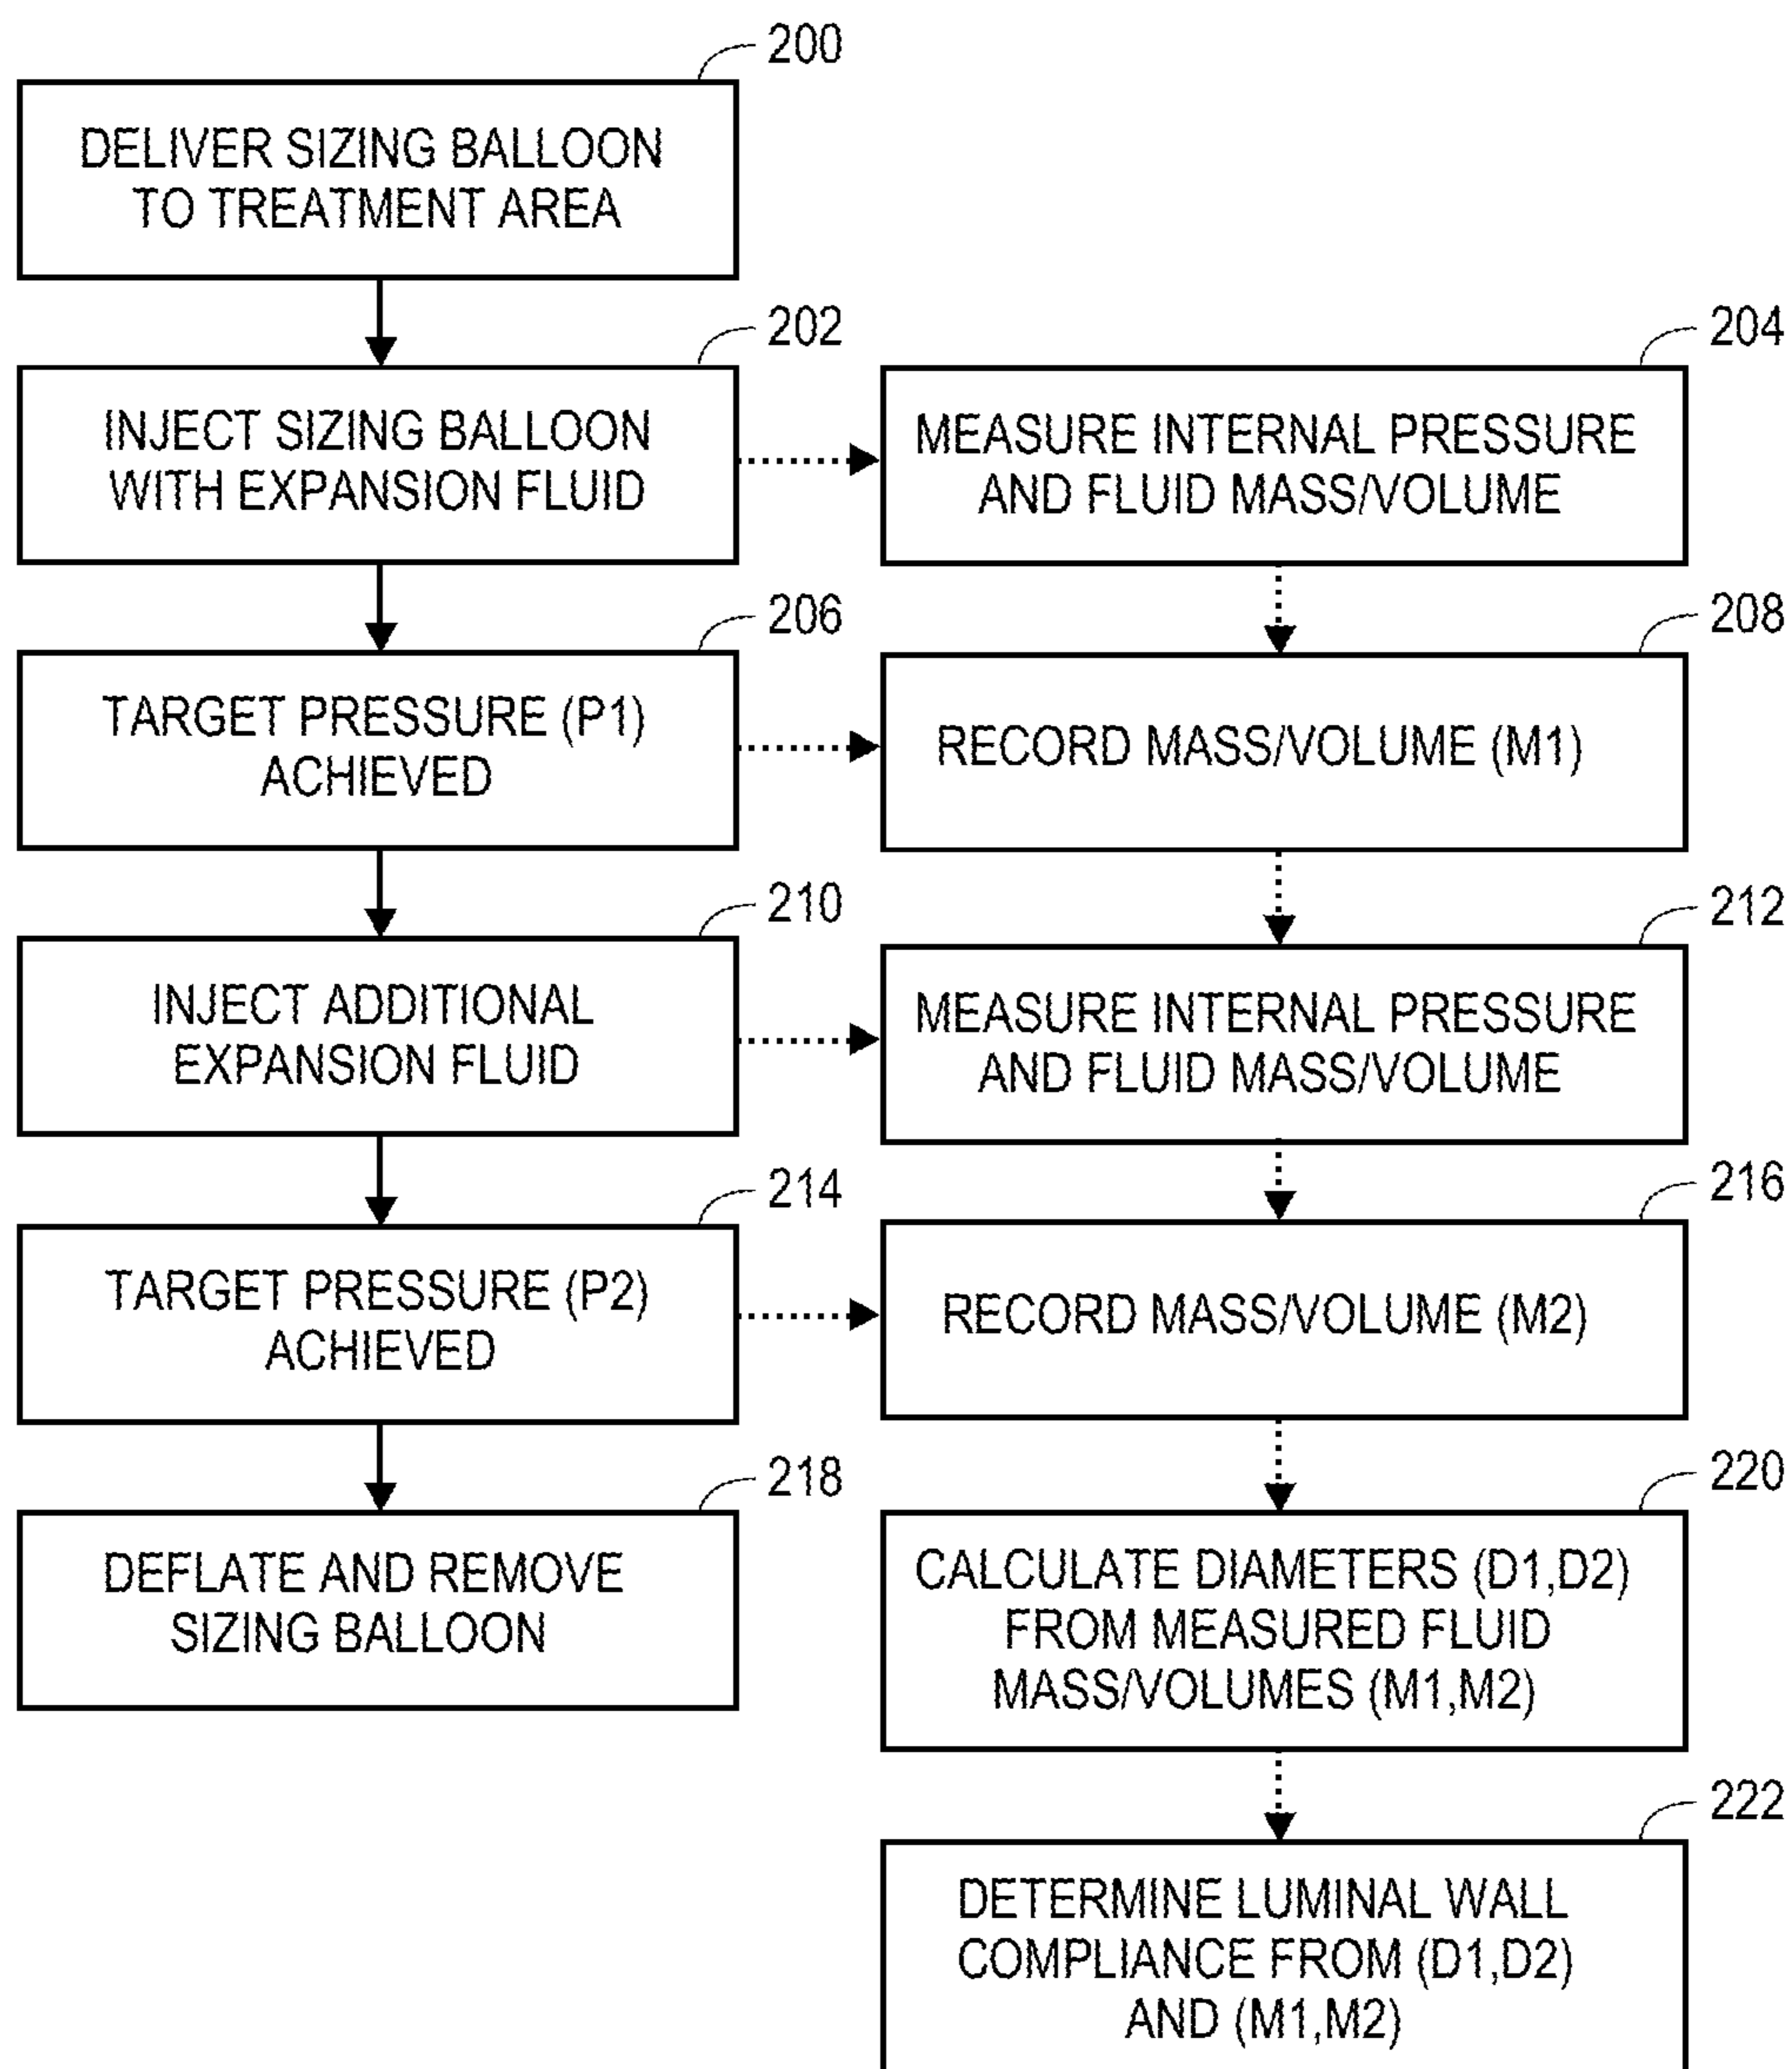 200
DELIVER SIZING BALLOON
TO TREATMENT AREA
202
INJECT SIZING BALLOON
WITH EXPANSION FLUID
204
MEASURE INTERNAL PRESSURE
AND FLUID MASS/VOLUME
206
TARGET PRESSURE (P1)
ACHIEVED
208
RECORD MASS/VOLUME (M1)
210
INJECT ADDITIONAL
EXPANSION FLUID
212
MEASURE INTERNAL PRESSURE
AND FLUID MASS/VOLUME
214
TARGET PRESSURE (P2)
ACHIEVED
216
RECORD MASS/VOLUME (M2)
218
DEFLATE AND REMOVE
SIZING BALLOON
220
CALCULATE DIAMETERS (D1,D2)
FROM MEASURED FLUID
MASS/VOLUMES (M1,M2)
222
DETERMINE LUMINAL WALL
COMPLIANCE FROM (D1,D2)
AND (M1,M2)